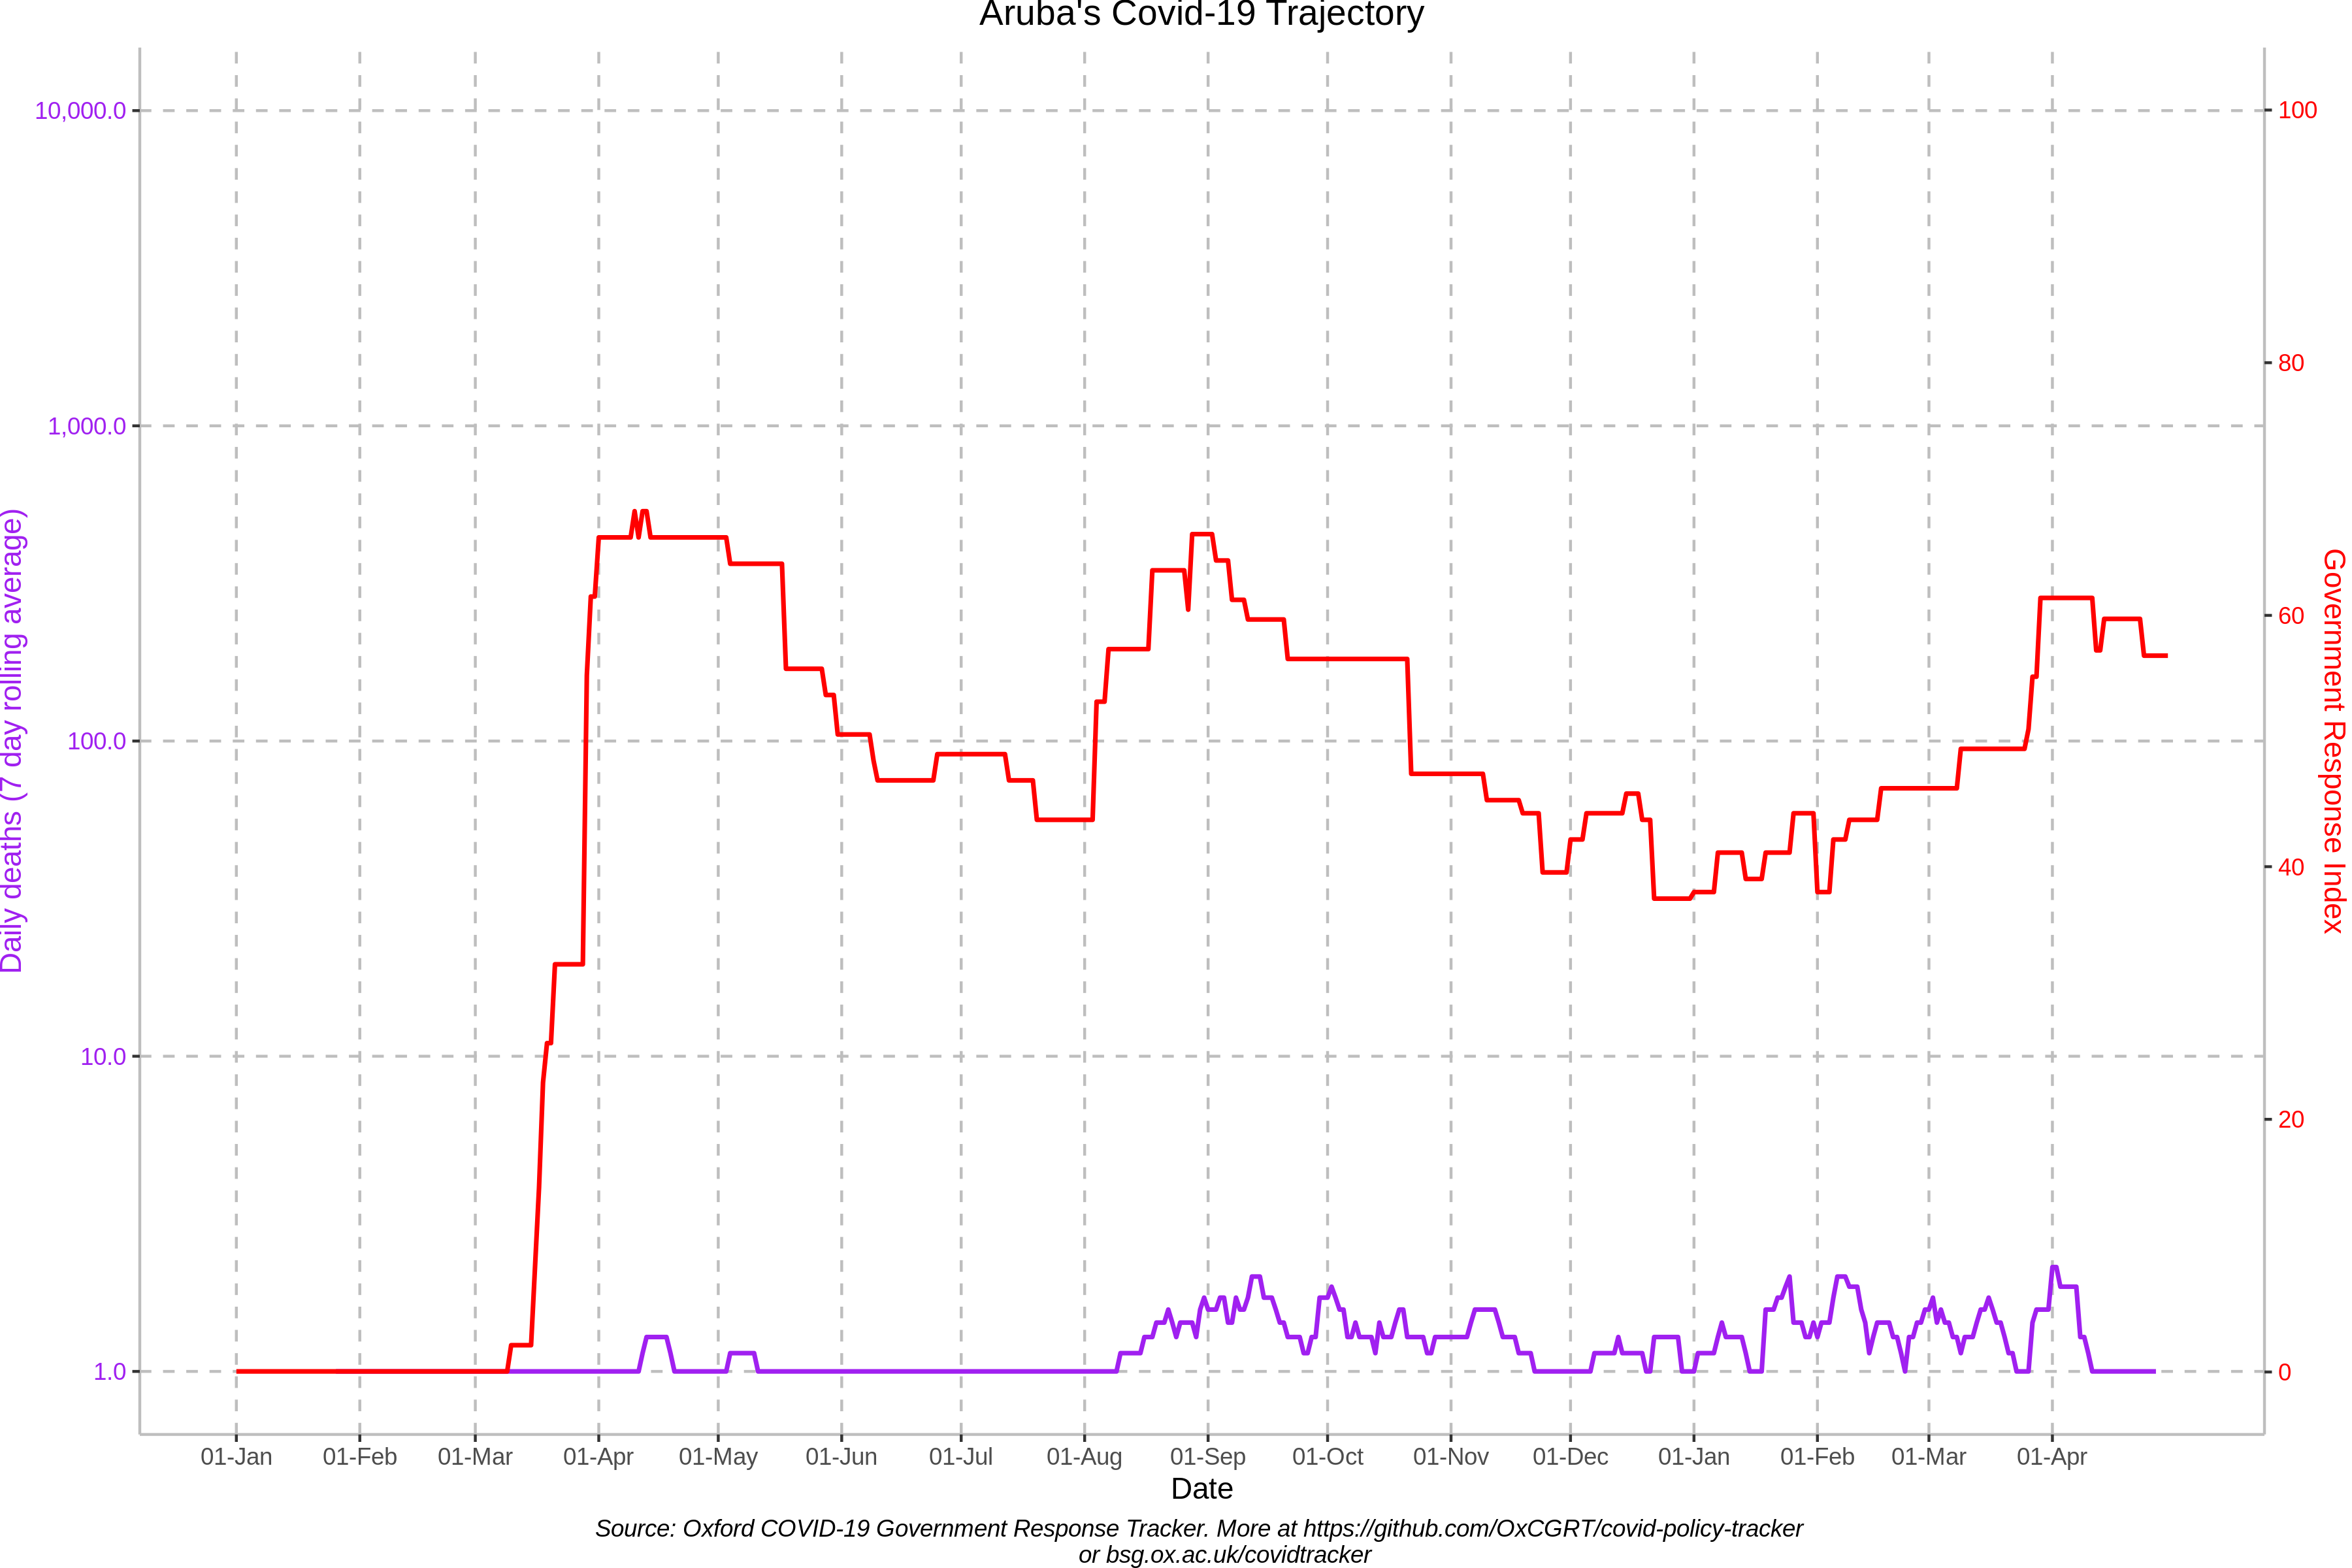 Aruba's Covid-19 Trajectory
10,000.0
1,000.0
100.0
10.0
1.0
Daily deaths (7 day rolling average)
100
80
60
40
20
0
Government Response Index
01-Jan 01-Feb 01-Mar 01-Apr 01-May 01-Jun 01-Jul 01-Aug 01-Sep 01-Oct 01-Nov 01-Dec 01-Jan 01-Feb 01-Mar 01-Apr
Date
Source: Oxford COVID-19 Government Response Tracker. More at https://github.com/OxCGRT/covid-policy-tracker
or bsg.ox.ac.uk/covidtracker